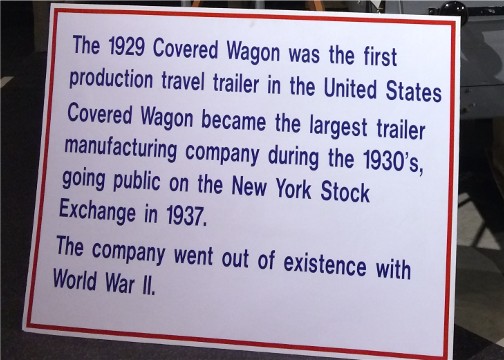 The 1929 Covered Wagon was the first
production travel trailer in the United States
Covered Wagon became the largest trailer
manufacturing company during the 1930's,
going public on the New York Stock
Exchange in 1937.
The company went out of existence with
World War II.